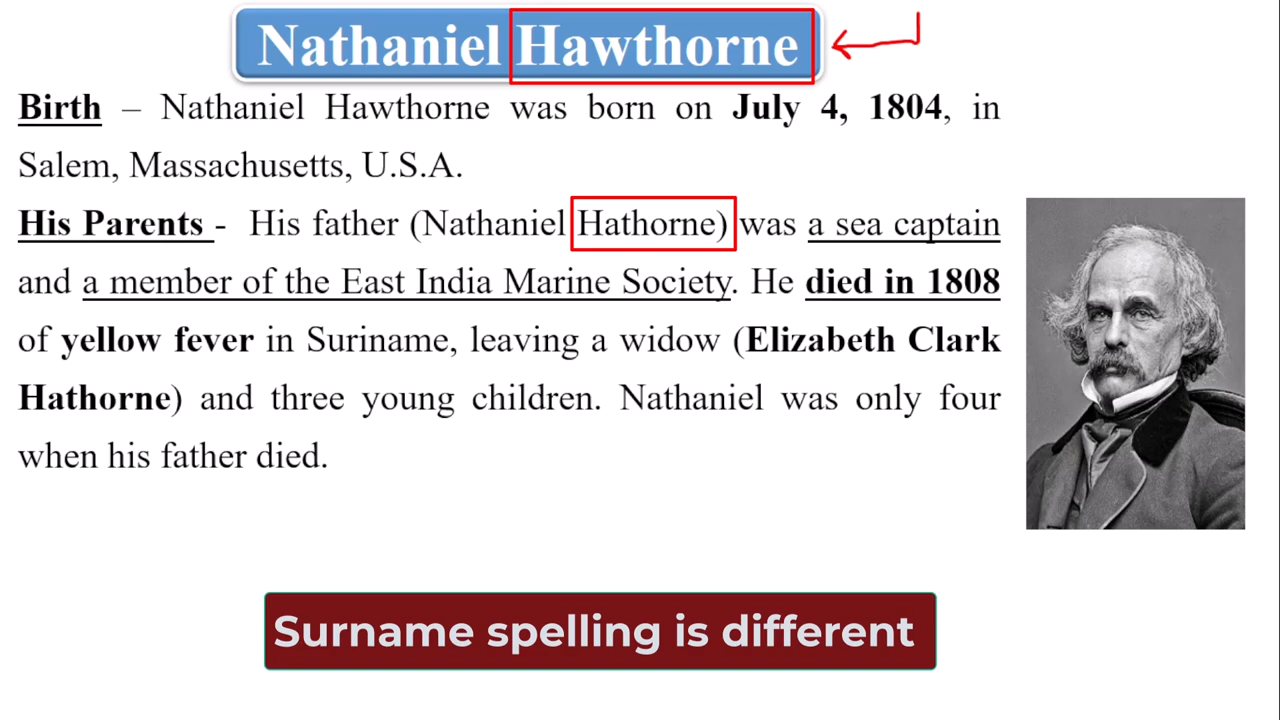 Nathaniel Hawthorne
Birth – Nathaniel Hawthorne was born on July 4, 1804, in
Salem, Massachusetts, U.S.A.
His Parents - His father (Nathaniel Hathorne) was a sea captain
and a member of the East India Marine Society. He died in 1808
of yellow fever in Suriname, leaving a widow (Elizabeth Clark
Hathorne) and three young children. Nathaniel was only four
when his father died.
Surname spelling is different